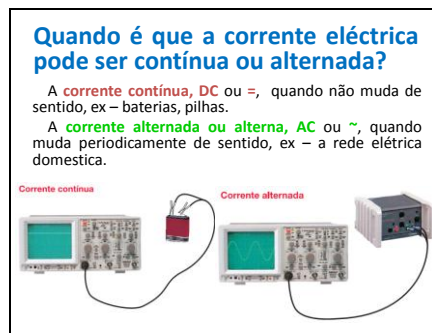 Quando é que a corrente eléctrica
pode ser contínua ou alternada?
A corrente contínua, DC ou =, quando não muda de
sentido, ex – baterias, pilhas.
A corrente alternada ou alterna, AC ou ~, quando
muda periodicamente de sentido, ex – a rede elétrica
domestica.
Corrente contínua
Corrente alternada